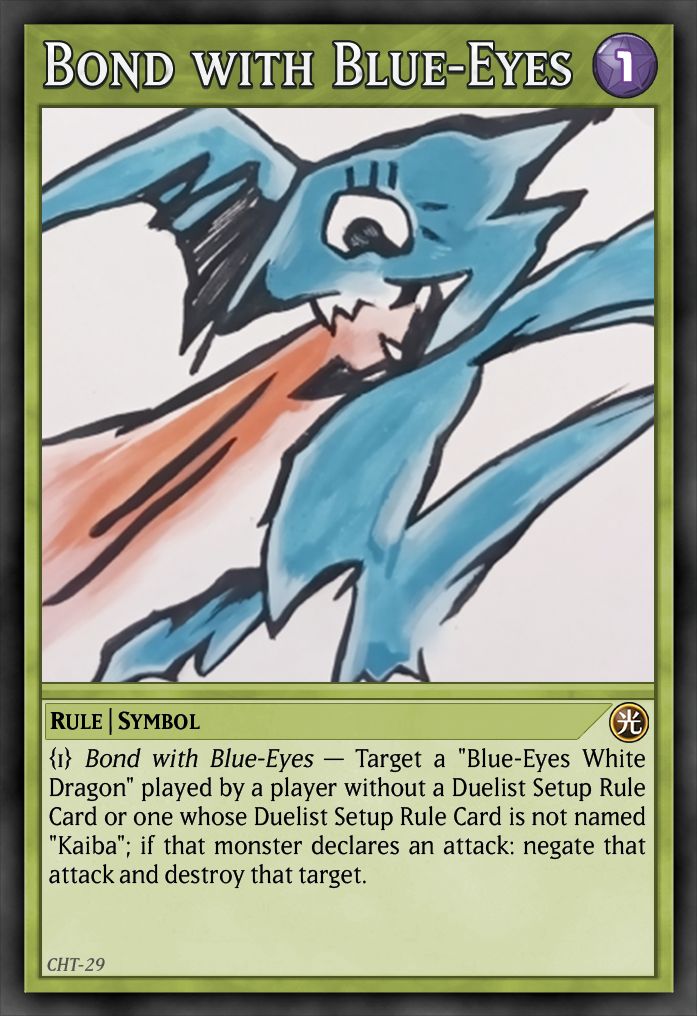 Bond with Blue-Eyes
1
Rule | Symbol
光
{I} Bond with Blue-Eyes — Target a "Blue-Eyes White
Dragon" played by a player without a Duelist Setup Rule
Card or one whose Duelist Setup Rule Card is not named
"Kaiba"; if that monster declares an attack: negate that
attack and destroy that target.
CHT-29